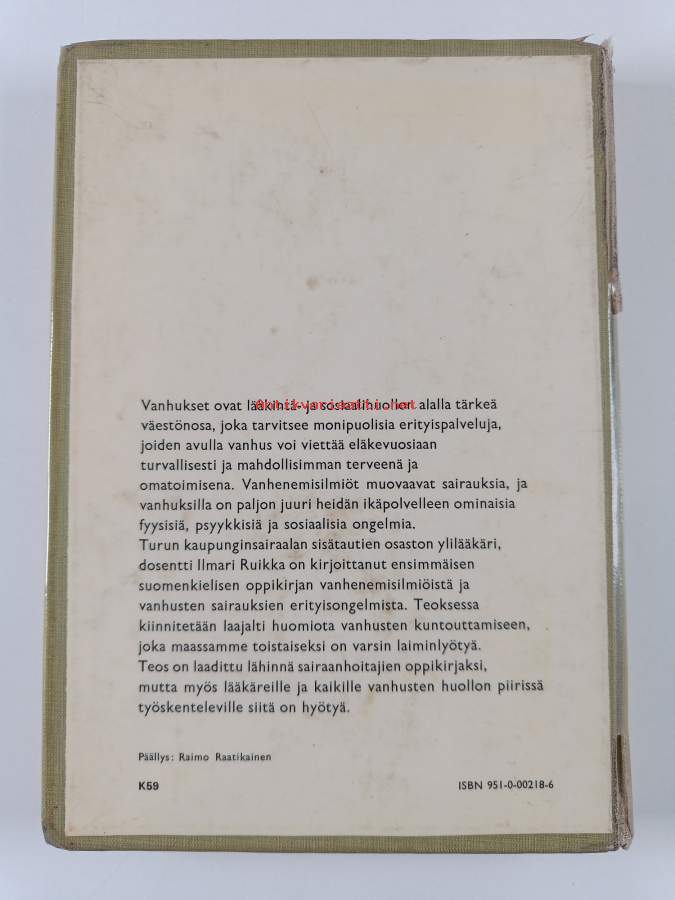 Vanhukset ovat lääkintä- ja sosiaalihuollon alalla tärkeä
Antikvariaatti.net
väestönosa, joka tarvitsee monipuolisia erityispalveluja,
joiden avulla vanhus voi viettää eläkevuosiaan
turvallisesti ja mahdollisimman terveenä ja
omatoimisena. Vanhenemisilmiöt muovaavat sairauksia, ja
vanhuksilla on paljon juuri heidän ikäpolvelleen ominaisia
fyysisiä, psyykkisiä ja sosiaalisia ongelmia.
Turun kaupunginsairaalan sisätautien osaston ylilääkäri,
dosentti Ilmari Ruikka on kirjoittanut ensimmäisen
suomenkielisen oppikirjan vanhenemisilmiöistä ja
vanhusten sairauksien erityisongelmista. Teoksessa
kiinnitetään laajalti huomiota vanhusten kuntouttamiseen,
joka maassamme toistaiseksi on varsin laiminlyötyä.
Teos on laadittu lähinnä sairaanhoitajien oppikirjaksi,
mutta myös lääkäreille ja kaikille vanhusten huollon piirissä
työskenteleville siitä on hyötyä.
Päällys: Raimo Raatikainen
K59
ISBN 951-0-00218-6